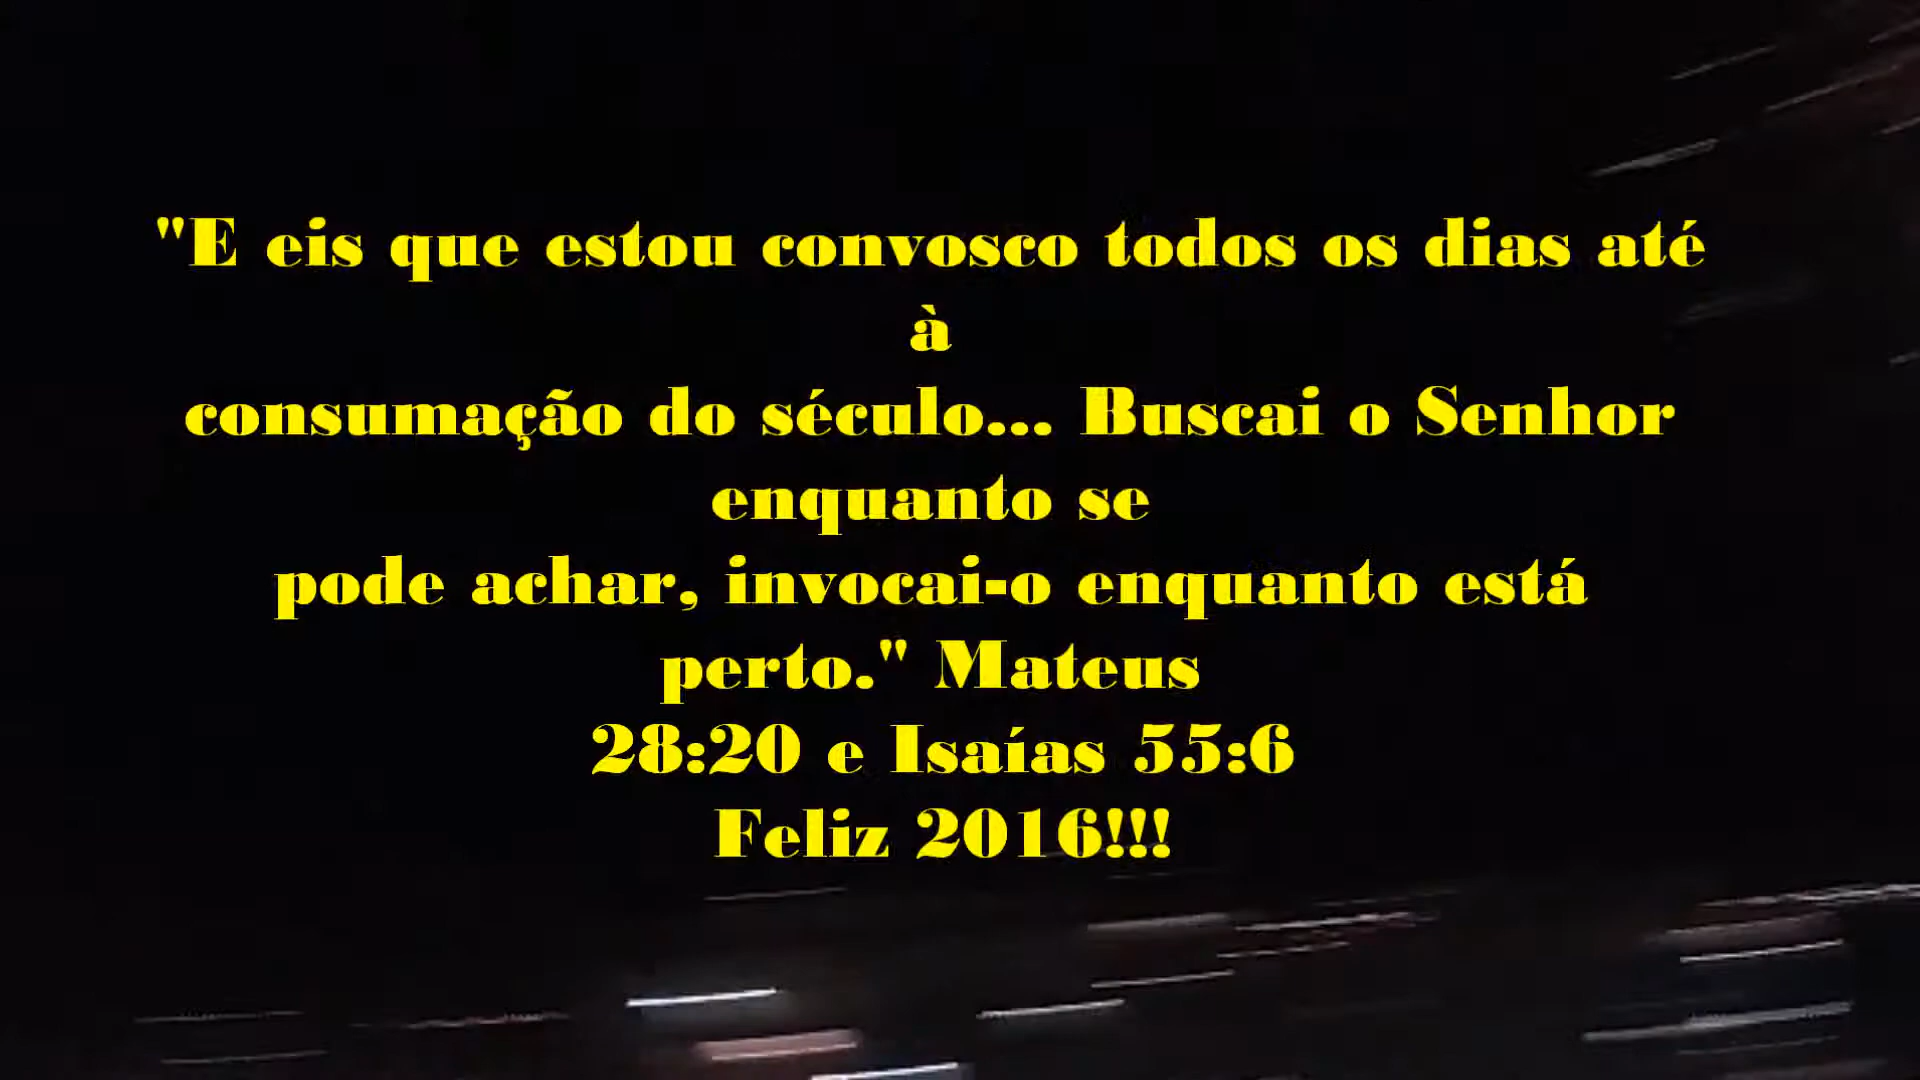 "E eis que estou convosco todos os dias até
à
consumação do século... Buscai o Senhor
enquanto se
pode achar, invocai-o enquanto está
perto." Mateus
28:20 e Isaías 55:6
Feliz 2016!!!